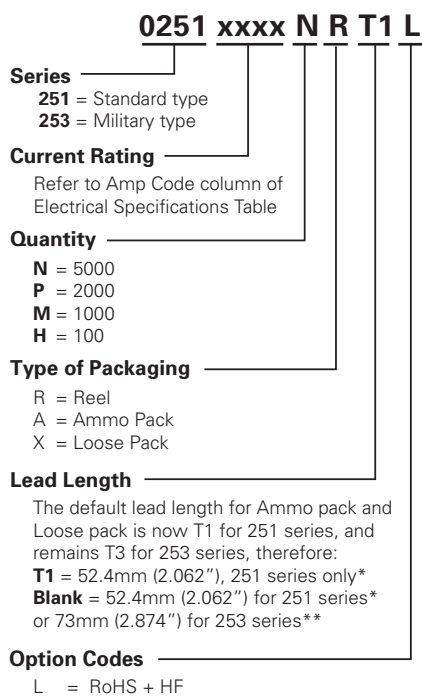 0251 xxxx N R T1 L
Series
251 = Standard type
253 = Military type
Current Rating
Refer to Amp Code column of
Electrical Specifications Table
Quantity
N = 5000
P = 2000
M = 1000
H = 100
Type of Packaging
R = Reel
A = Ammo Pack
X = Loose Pack
Lead Length
The default lead length for Ammo pack and
Loose pack is now T1 for 251 series, and
remains T3 for 253 series, therefore:
T1 = 52.4mm (2.062”), 251 series only*
Blank = 52.4mm (2.062”) for 251 series*
or 73mm (2.874”) for 253 series**
Option Codes
L = RoHS + HF